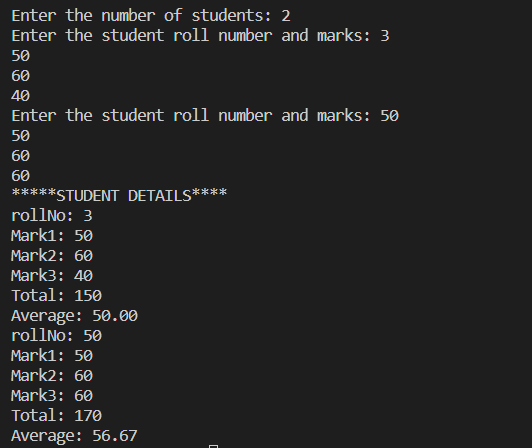 Enter the number of students: 2
Enter the student roll number and marks: 3
50
60
40
Enter the student roll number and marks: 50
50
60
60
*****STUDENT DETAILS****
rollNo: 3
Mark1: 50
Mark2: 60
Mark3: 40
Total: 150
Average: 50.00
rollNo: 50
Mark1: 50
Mark2: 60
Mark3: 60
Total: 170
Average: 56.67